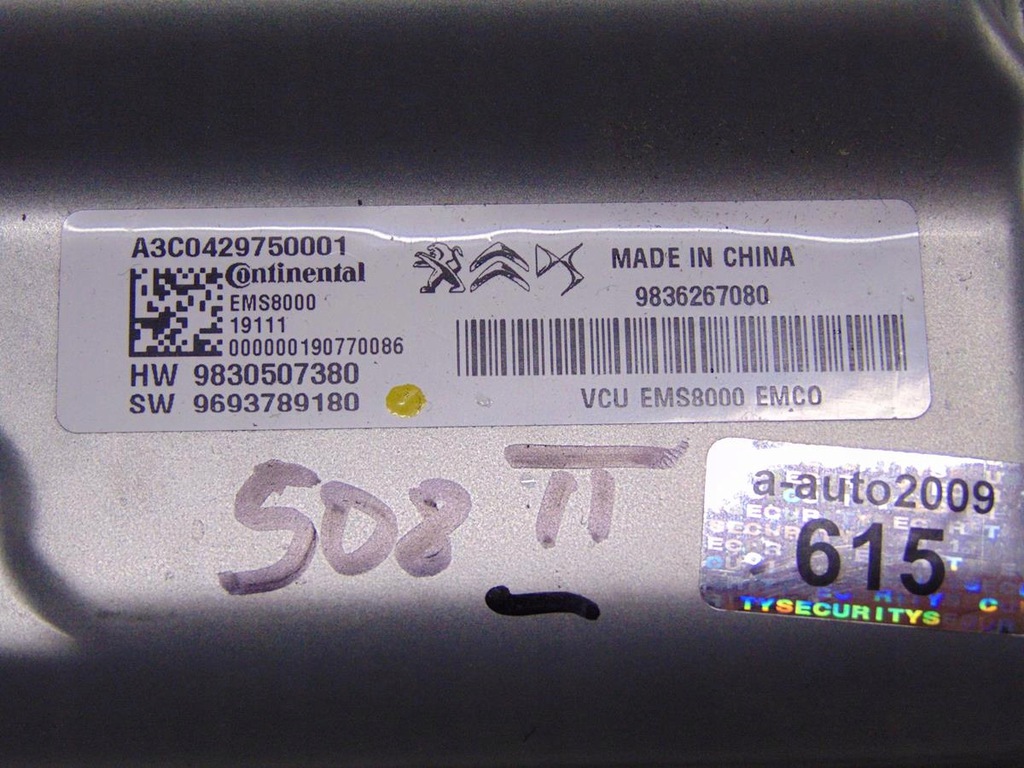 A3C0429750001
Continental
EMS8000
19111
000000190770086
HW 9830507380
SW 9693789180
MADE IN CHINA
9836267080
VCU EMS8000 EMCO
508 II
a-auto2009
615
TYSECURITYS